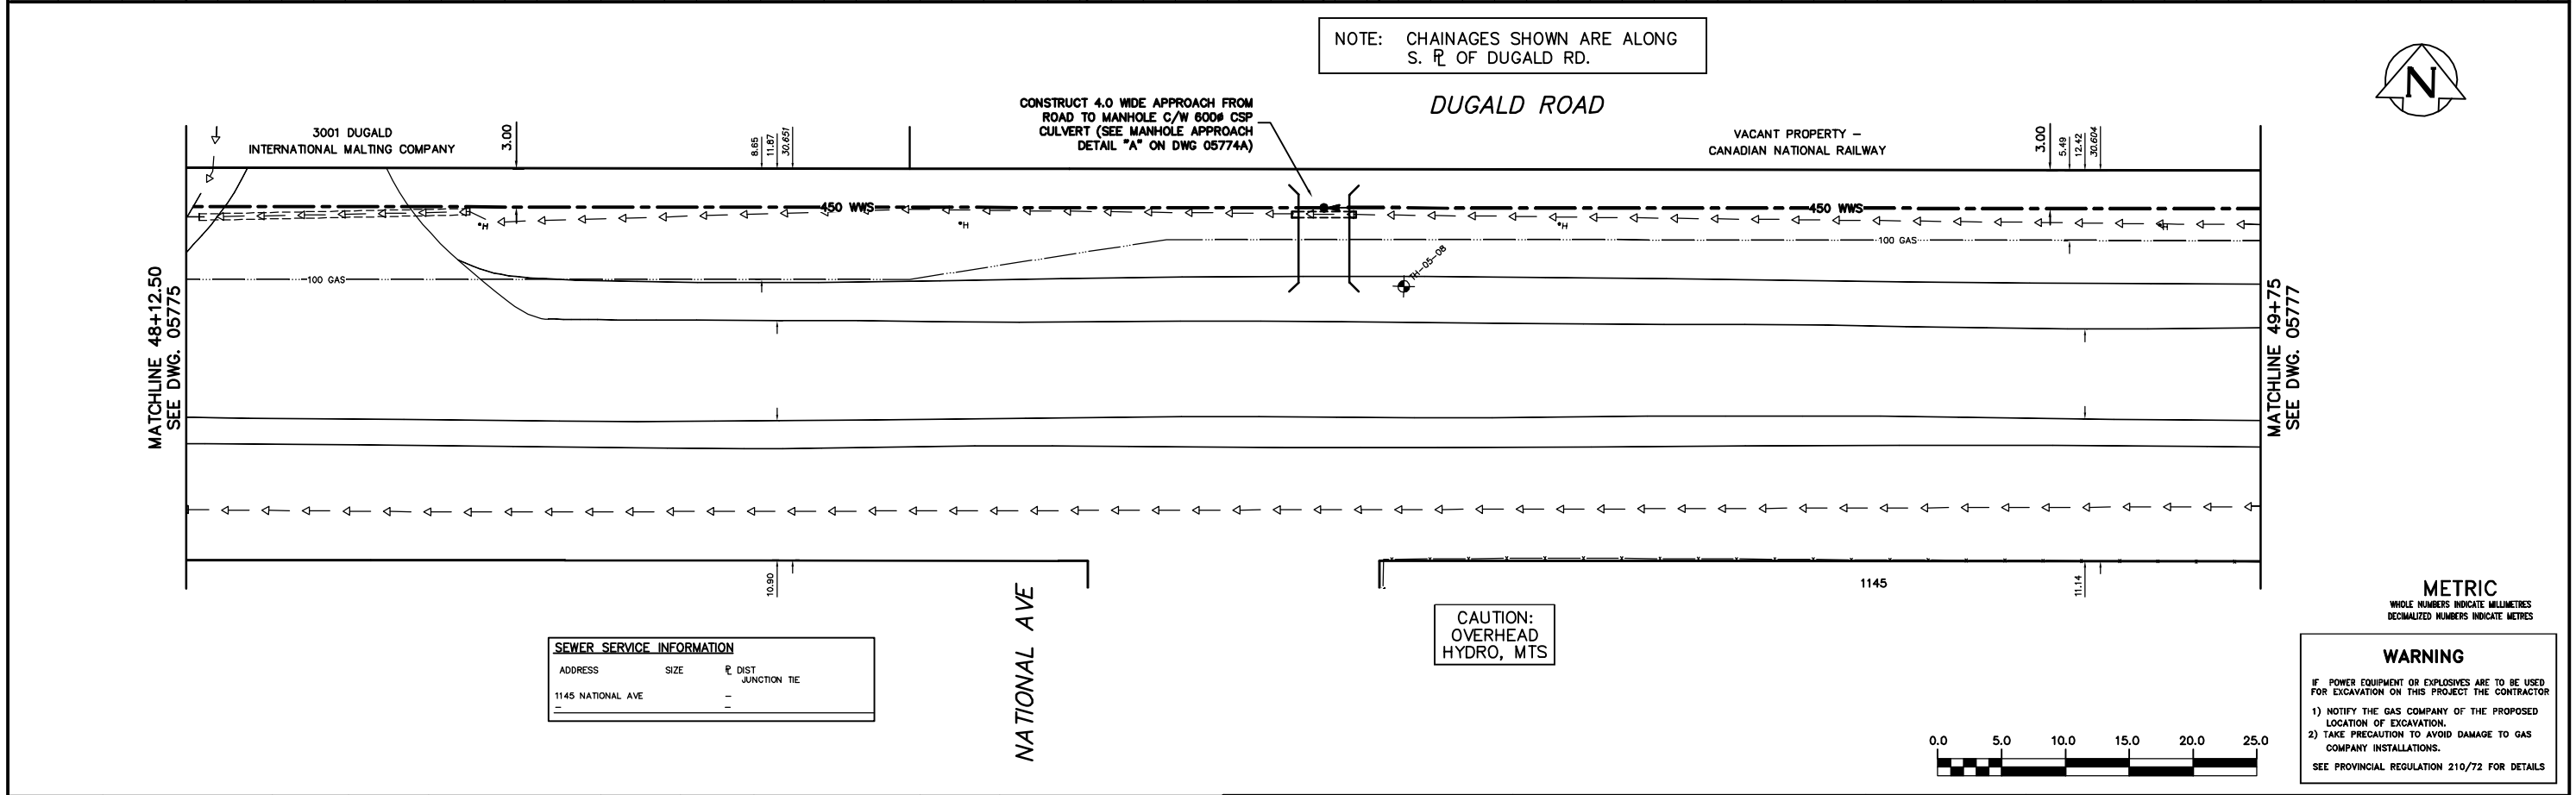 NOTE: CHAINAGES SHOWN ARE ALONG
S. ℄ OF DUGALD RD.
N
DUGALD ROAD
CONSTRUCT 4.0 WIDE APPROACH FROM
ROAD TO MANHOLE C/W 600ø CSP
CULVERT (SEE MANHOLE APPROACH
DETAIL "A" ON DWG 05774A)
3001 DUGALD
INTERNATIONAL MALTING COMPANY
3.00
8.65
11.87
30.651
VACANT PROPERTY –
CANADIAN NATIONAL RAILWAY
3.00
5.49
12.42
30.604
450 WWS
450 WWS
H
H
H
H
100 GAS
100 GAS
TH-05-08
MATCHLINE 48+12.50
SEE DWG. 05775
MATCHLINE 49+75
SEE DWG. 05777
10.90
11.14
1145
NATIONAL AVE
CAUTION:
OVERHEAD
HYDRO, MTS
SEWER SERVICE INFORMATION
ADDRESS SIZE ℄ DIST
JUNCTION TIE
1145 NATIONAL AVE –
– –
METRIC
WHOLE NUMBERS INDICATE MILLIMETRES
DECIMALIZED NUMBERS INDICATE METRES
WARNING
IF POWER EQUIPMENT OR EXPLOSIVES ARE TO BE USED
FOR EXCAVATION ON THIS PROJECT THE CONTRACTOR
1) NOTIFY THE GAS COMPANY OF THE PROPOSED
LOCATION OF EXCAVATION.
2) TAKE PRECAUTION TO AVOID DAMAGE TO GAS
COMPANY INSTALLATIONS.
SEE PROVINCIAL REGULATION 210/72 FOR DETAILS
0.0 5.0 10.0 15.0 20.0 25.0